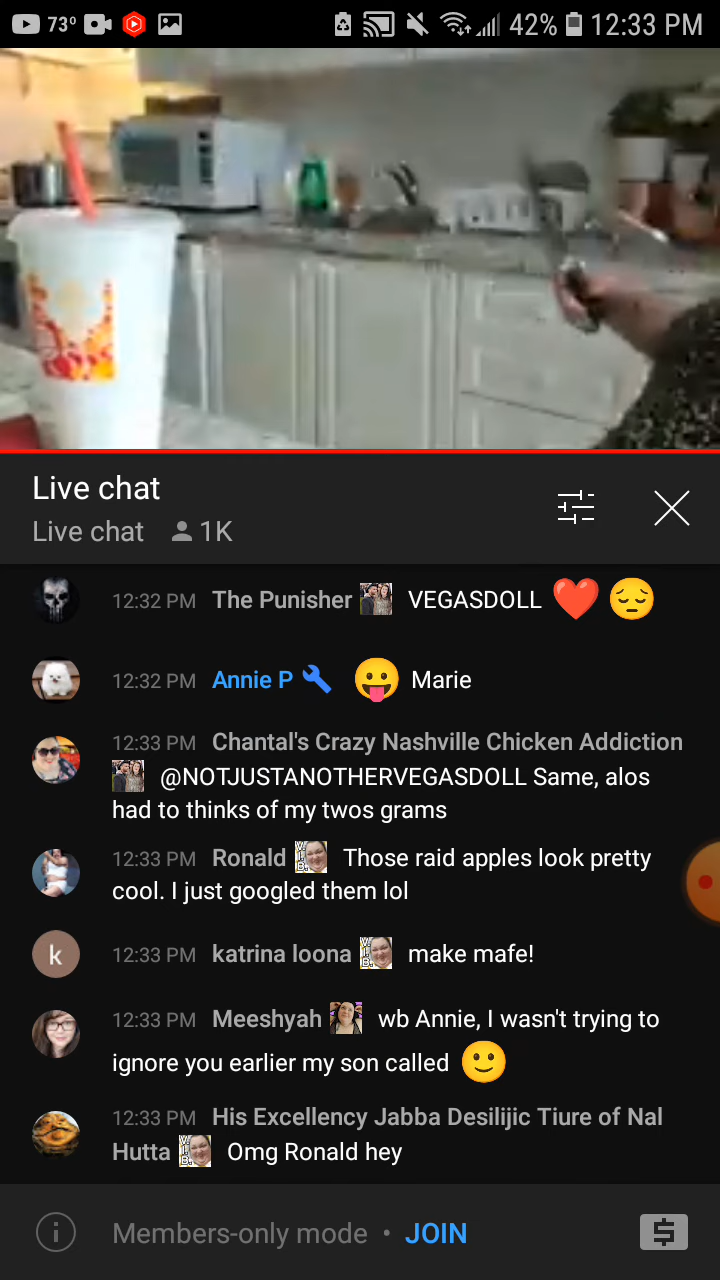 73° 42% 12:33 PM
Live chat
Live chat 1K
12:32 PM The Punisher VEGASDOLL ❤️ 😔
12:32 PM Annie P 😛 Marie
12:33 PM Chantal's Crazy Nashville Chicken Addiction
@NOTJUSTANOTHERVEGASDOLL Same, alos
had to thinks of my twos grams
12:33 PM Ronald Those raid apples look pretty
cool. I just googled them lol
k 12:33 PM katrina loona make mafe!
12:33 PM Meeshyah wb Annie, I wasn't trying to
ignore you earlier my son called 🙂
12:33 PM His Excellency Jabba Desilijic Tiure of Nal
Hutta Omg Ronald hey
Members-only mode • JOIN